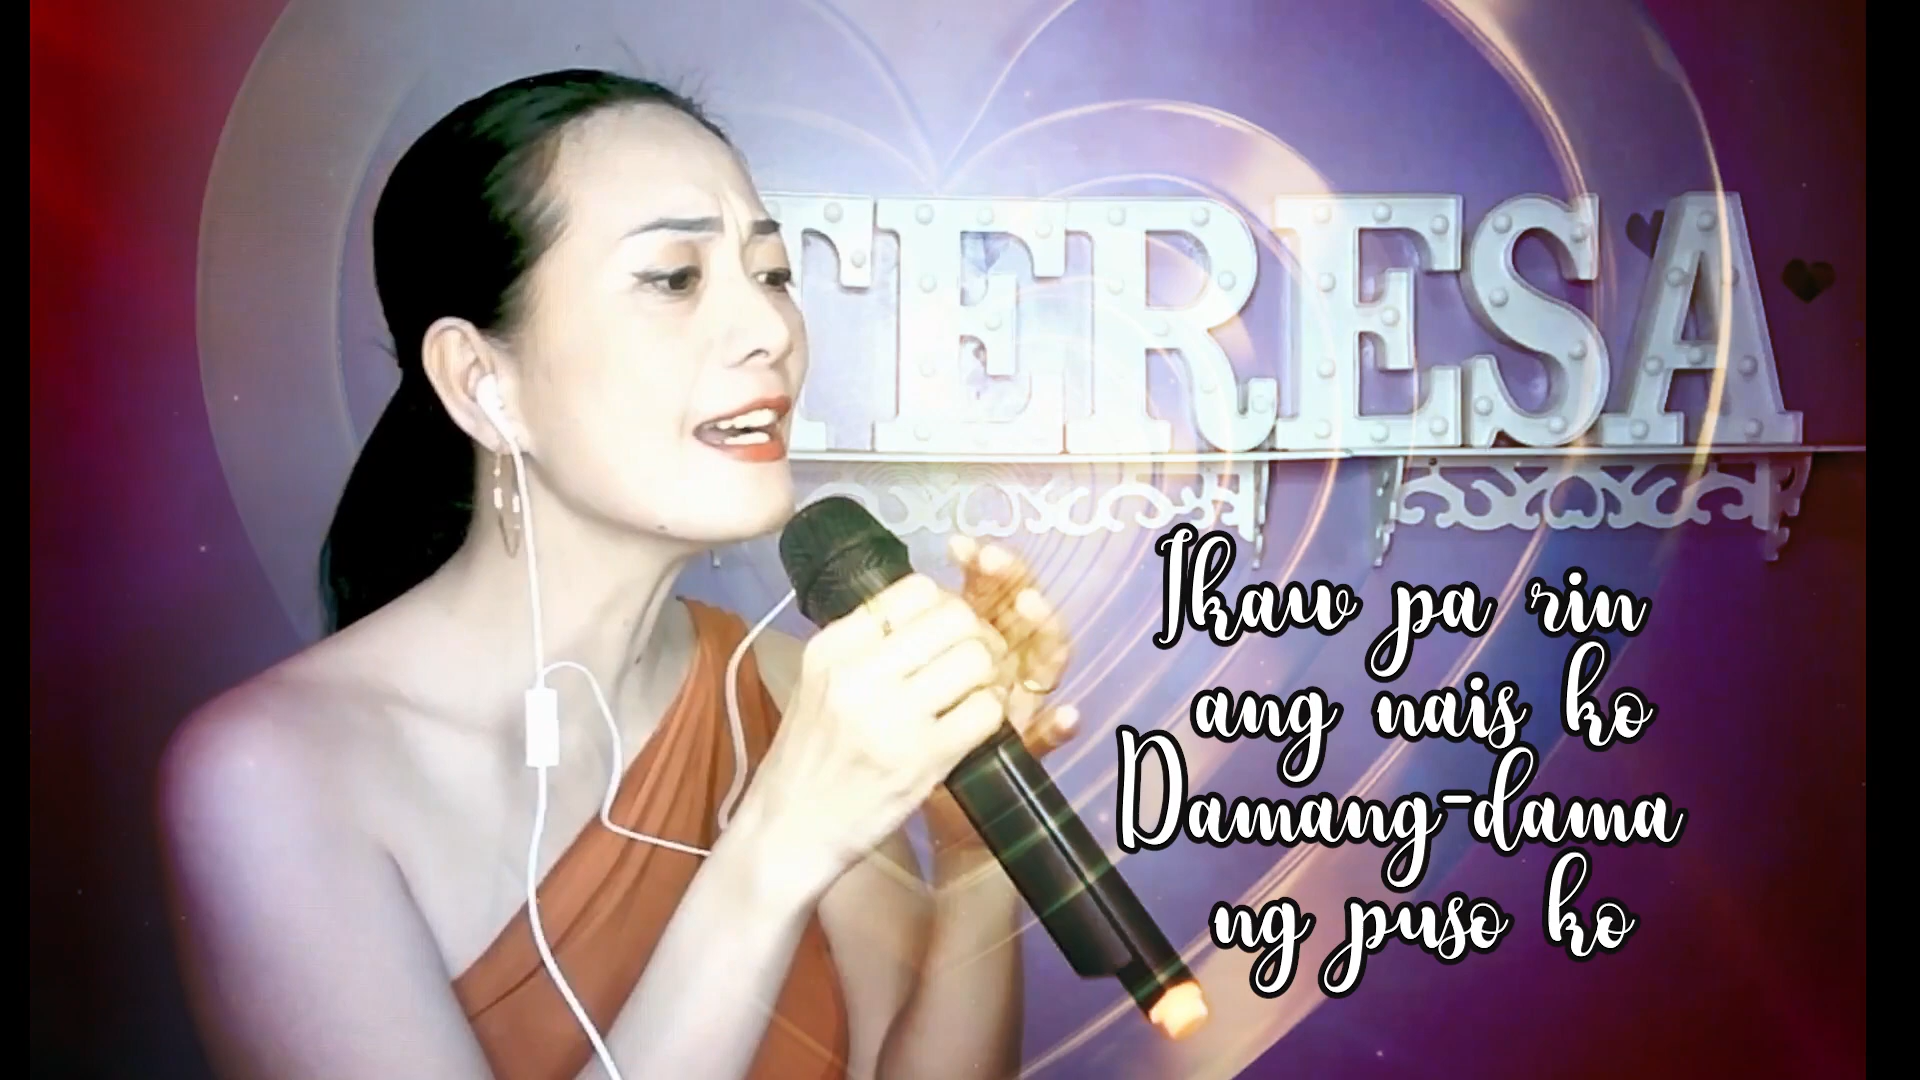 TERESA
Ikaw pa rin
ang nais ko
Damang-dama
ng puso ko